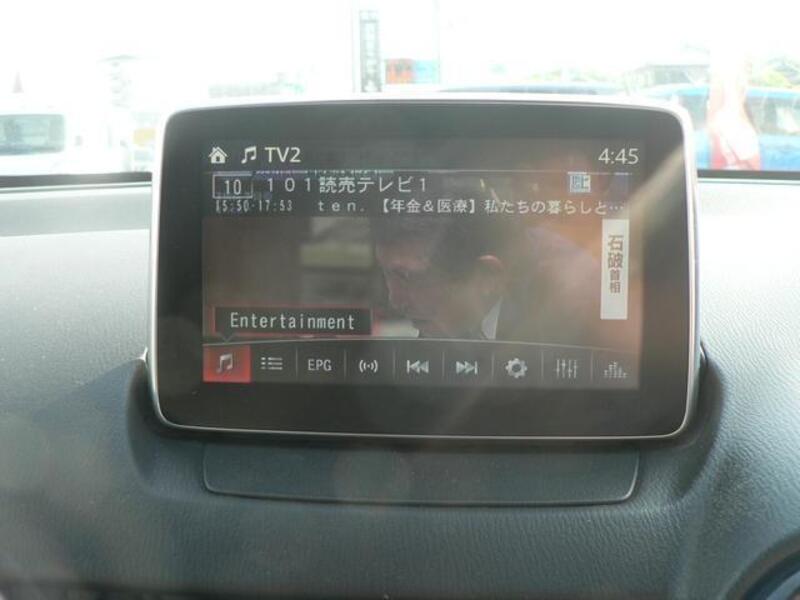 TV2 4:45
10 101読売テレビ1
15:50-17:53 ten.【年金&医療】私たちの暮らしと…
石破首相
Entertainment
EPG